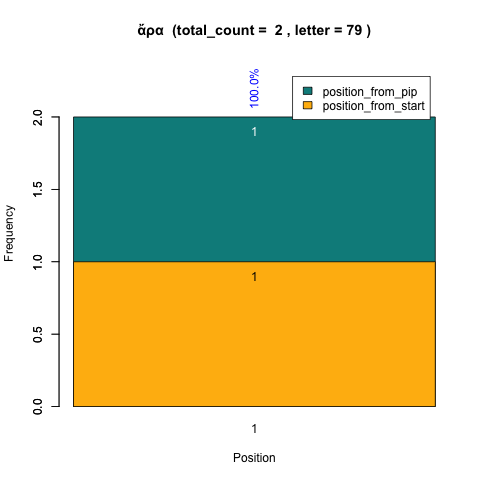 ἄρα  (total_count =  2 , letter = 79 )
100.0%
position_from_pip
position_from_start
2.0
1.5
1.0
0.5
0.0
Frequency
1
1
1
Position